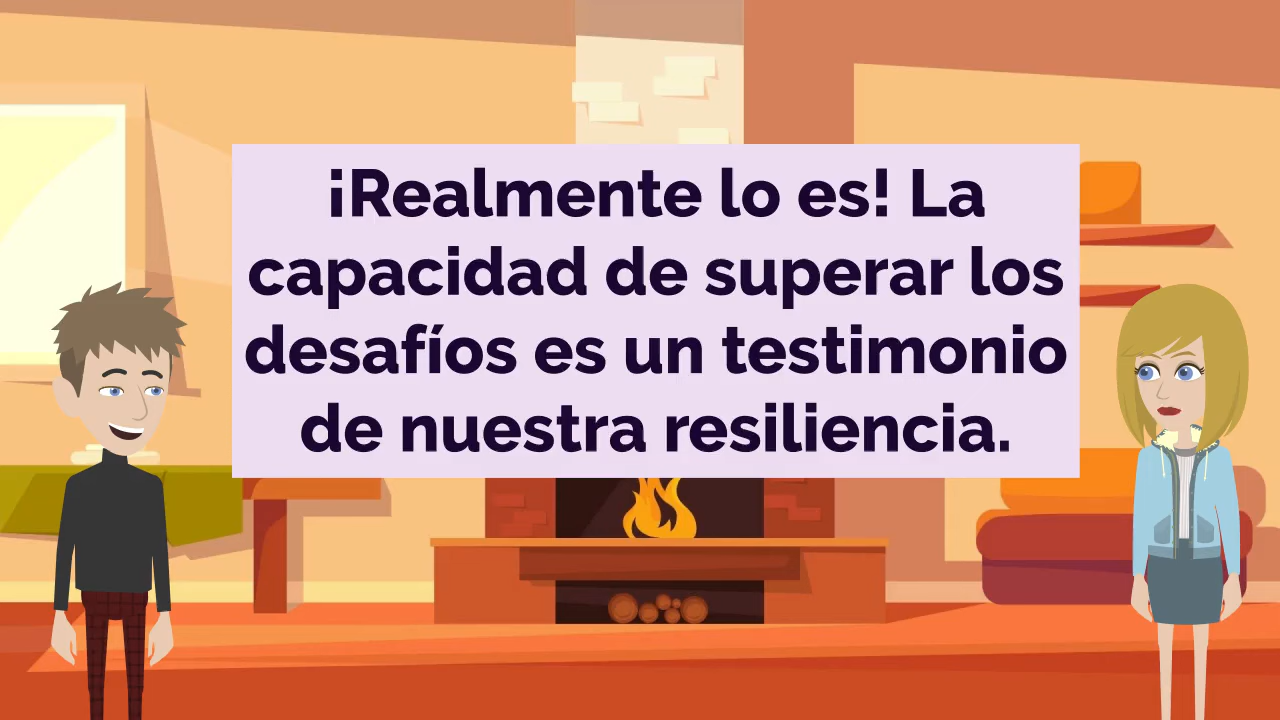 ¡Realmente lo es! La
capacidad de superar los
desafíos es un testimonio
de nuestra resiliencia.